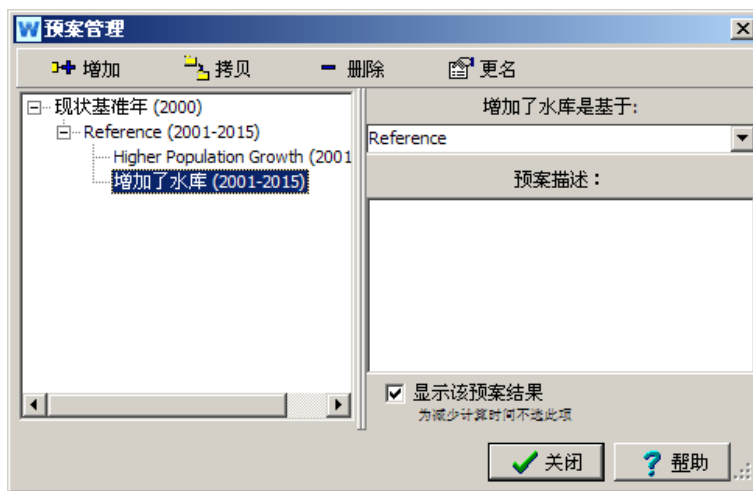 预案管理
增加 拷贝 删除 更名
现状基准年 (2000)
Reference (2001-2015)
Higher Population Growth (2001
增加了水库 (2001-2015)
增加了水库是基于:
Reference
预案描述：
显示该预案结果
为减少计算时间不选此项
关闭 帮助